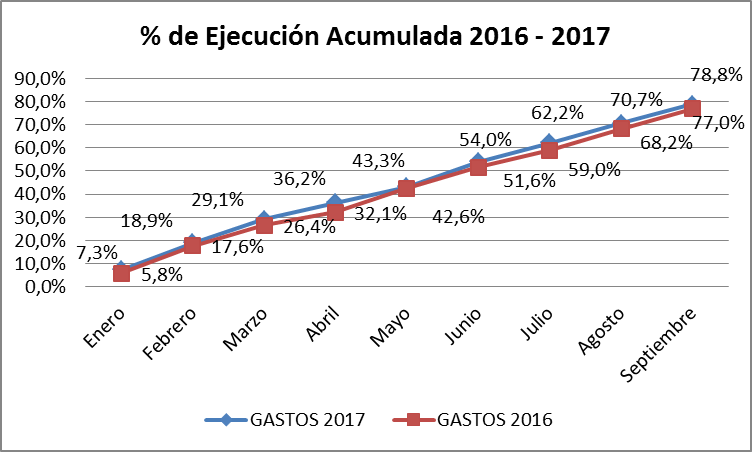 % de Ejecución Acumulada 2016 - 2017
90,0%
80,0%
70,0%
60,0%
50,0%
40,0%
30,0%
20,0%
10,0%
0,0%
7,3%
18,9%
29,1%
36,2%
43,3%
54,0%
62,2%
70,7%
78,8%
5,8%
17,6%
26,4%
32,1%
42,6%
51,6%
59,0%
68,2%
77,0%
Enero
Febrero
Marzo
Abril
Mayo
Junio
Julio
Agosto
Septiembre
GASTOS 2017
GASTOS 2016